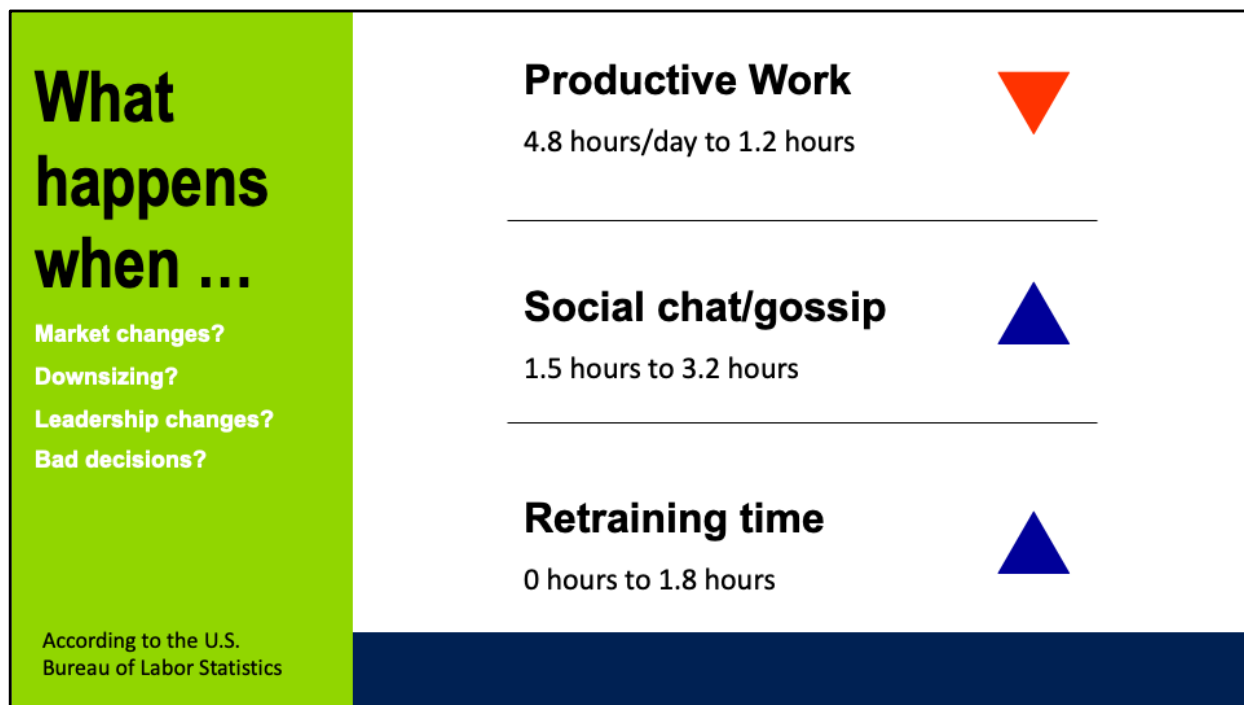 What
happens
when …
Market changes?
Downsizing?
Leadership changes?
Bad decisions?
According to the U.S.
Bureau of Labor Statistics
Productive Work
4.8 hours/day to 1.2 hours
Social chat/gossip
1.5 hours to 3.2 hours
Retraining time
0 hours to 1.8 hours